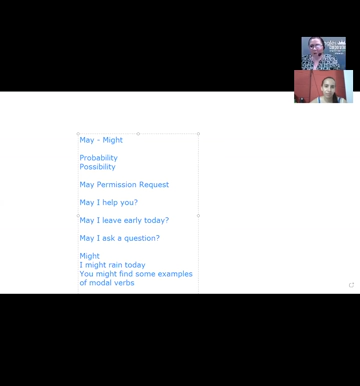 May - Might
Probability
Possibility
May Permission Request
May I help you?
May I leave early today?
May I ask a question?
Might
I might rain today
You might find some examples
of modal verbs